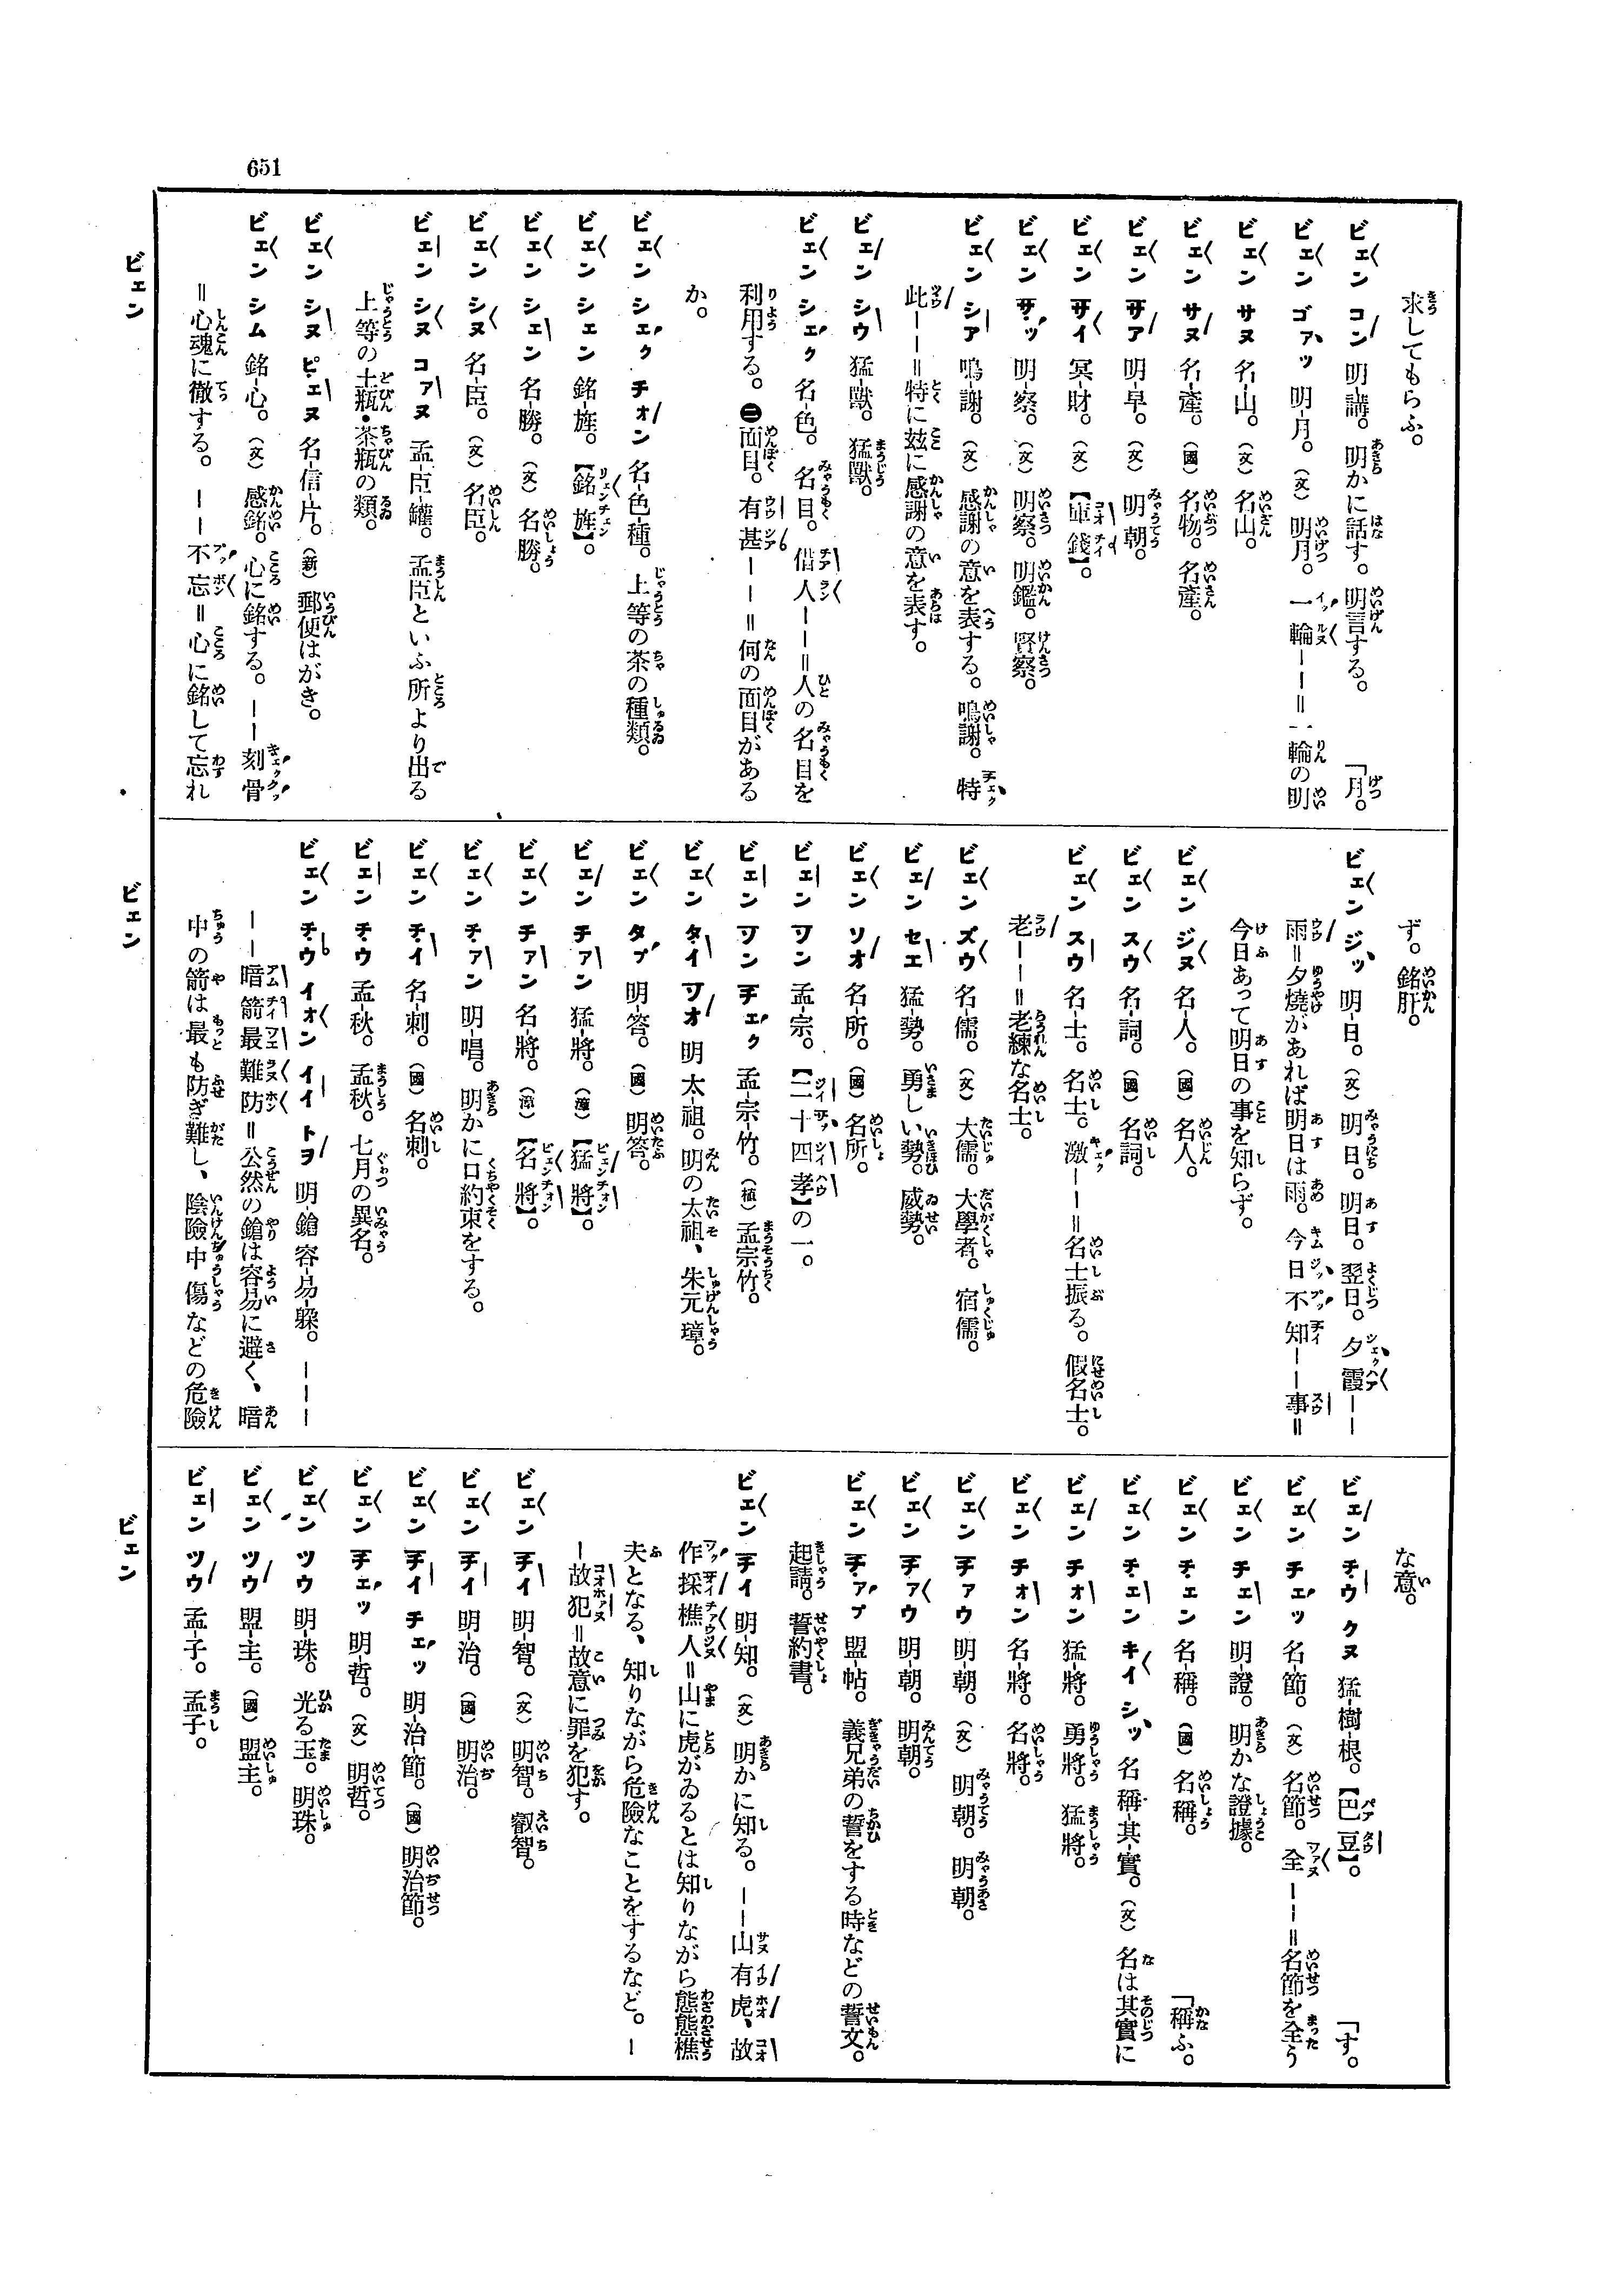 651
求してもらふ。
ビェン コン 明-講。明かに話す。明言する。 「月。
ビェン ゴァッ 明-月。(文)明月。一輪――=一輪の明
ビェン サヌ 名-山。(文)名山。
ビェン サヌ 名-產。(國)名物。名產。
ビェン サア 明-早。(文)明朝。
ビェン サイ 冥-財。(文)【庫錢】。
ビェン サッ 明-察。(文)明察。明鑑。賢察。
ビェン シア 鳴-謝。(文)感謝の意を表する。鳴謝。特
此――=特に玆に感謝の意を表す。
ビェン シウ 猛-獸。猛獸。
ビェン シェク 名-色。名目。借人――=人の名目を
利用する。㊁面目。有甚――=何の面目がある
か。
ビェン シェク チォン 名-色-種。上等の茶の種類。
ビェン シェン 銘-旌。【銘旌】。
ビェン シェン 名-勝。(文)名勝。
ビェン シヌ 名-臣。(文)名臣。
ビェン シヌ コァヌ 孟-臣-罐。孟臣といふ所より出る
上等の土瓶・茶瓶の類。
ビェン シヌ ピェヌ 名-信-片。(新)郵便はがき。
ビェン シム 銘-心。(文)感銘。心に銘する。――刻骨
=心魂に徹する。――不忘=心に銘して忘れ
ビェン
ず。銘肝。
ビェン ジッ 明-日。(文)明日。明日。翌日。夕霞――
雨=夕燒があれば明日は雨。今日不知――事=
今日あって明日の事を知らず。
ビェン ジヌ 名-人。(國)名人。
ビェン スウ 名-詞。(國)名詞。
ビェン スウ 名-士。名士。激――=名士振る。假名士。
老――=老練な名士。
ビェン ズウ 名-儒。(文)大儒。大學者。宿儒。
ビェン セエ 猛-勢。勇しい勢。威勢。
ビェン ソオ 名-所。(國)名所。
ビェン ソン 孟-宗。【二十四孝】の一。
ビェン ソン チェク 孟-宗-竹。(植)孟宗竹。
ビェン タイ ソオ 明 太-祖。明の太祖、朱元璋。
ビェン タプ 明-答。(國)明答。
ビェン チァン 猛-將。(漳)【猛將】。
ビェン チァン 名-將。(漳)【名將】。
ビェン チァン 明-唱。明かに口約束をする。
ビェン チイ 名-刺。(國)名刺。
ビェン チウ 孟-秋。孟秋。七月の異名。
ビェン チウ イォン イイ トヲ 明-鎗 容-易-躱。―――
――暗箭最難防=公然の鎗は容易に避く、暗
中の箭は最も防ぎ難し、陰險中傷などの危險
ビェン
な意。
ビェン チウ クヌ 猛-樹-根。【巴豆】。 「す。
ビェン チェッ 名-節。(文)名節。全――=名節を全う
ビェン チェン 明-證。明かな證據。
ビェン チェン 名-稱。(國)名稱。 「稱ふ。
ビェン チェン キイ シッ 名稱-其-實。(文)名は其實に
ビェン チォン 猛-將。勇將。猛將。
ビェン チォン 名-將。名將。
ビェン チァウ 明-朝。(文)明朝。明朝。
ビェン チァウ 明-朝。明朝。
ビェン チァプ 盟-帖。義兄弟の誓をする時などの誓文。
起請。誓約書。
ビェン チイ 明-知。(文)明かに知る。――山有虎、故
作採樵人=山に虎がゐるとは知りながら態態樵
夫となる、知りながら危險なことをするなど。―
―故犯=故意に罪を犯す。
ビェン チイ 明-智。(文)明智。叡智。
ビェン チイ 明-治。(國)明治。
ビェン チイ チェッ 明-治-節。(國)明治節。
ビェン チェッ 明-哲。(文)明哲。
ビェン ツウ 明-珠。光る玉。明珠。
ビェン ツウ 盟-主。(國)盟主。
ビェン ツウ 孟-子。孟子。
ビェン